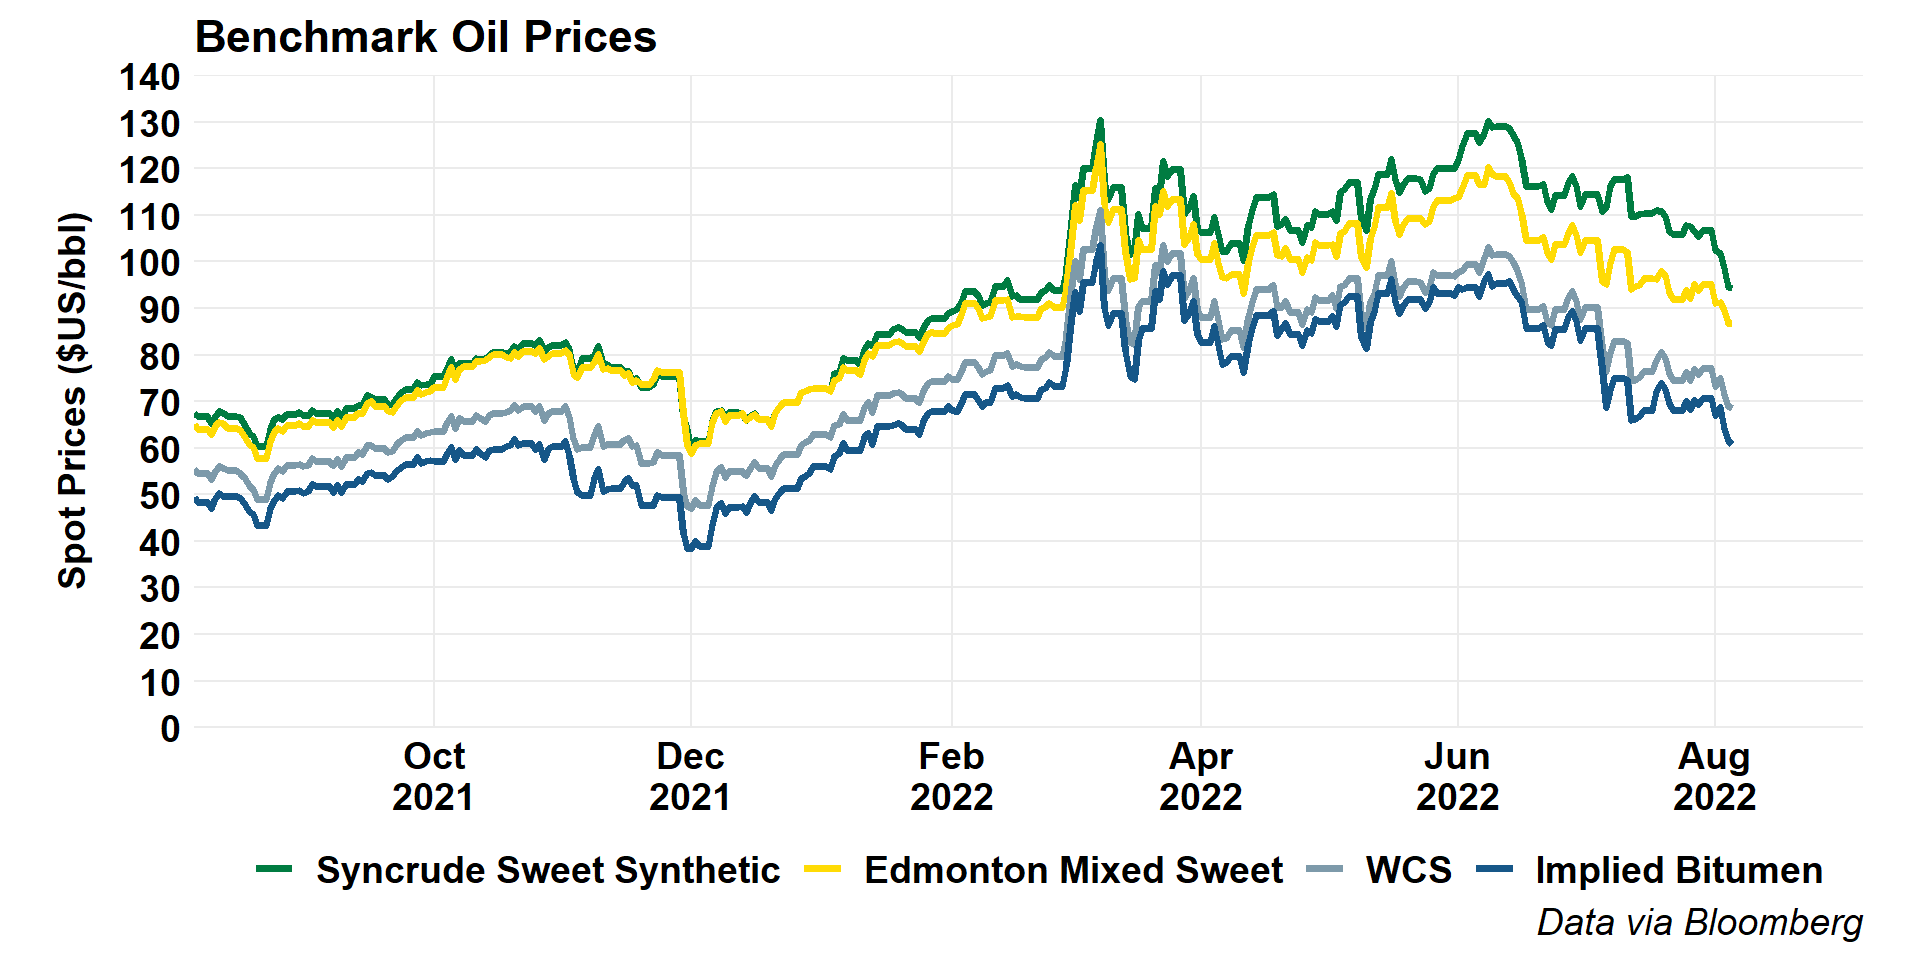 Benchmark Oil Prices
Spot Prices ($US/bbl)
140
130
120
110
100
90
80
70
60
50
40
30
20
10
0
Oct Dec Feb Apr Jun Aug
2021 2021 2022 2022 2022 2022
Syncrude Sweet Synthetic Edmonton Mixed Sweet WCS Implied Bitumen
Data via Bloomberg